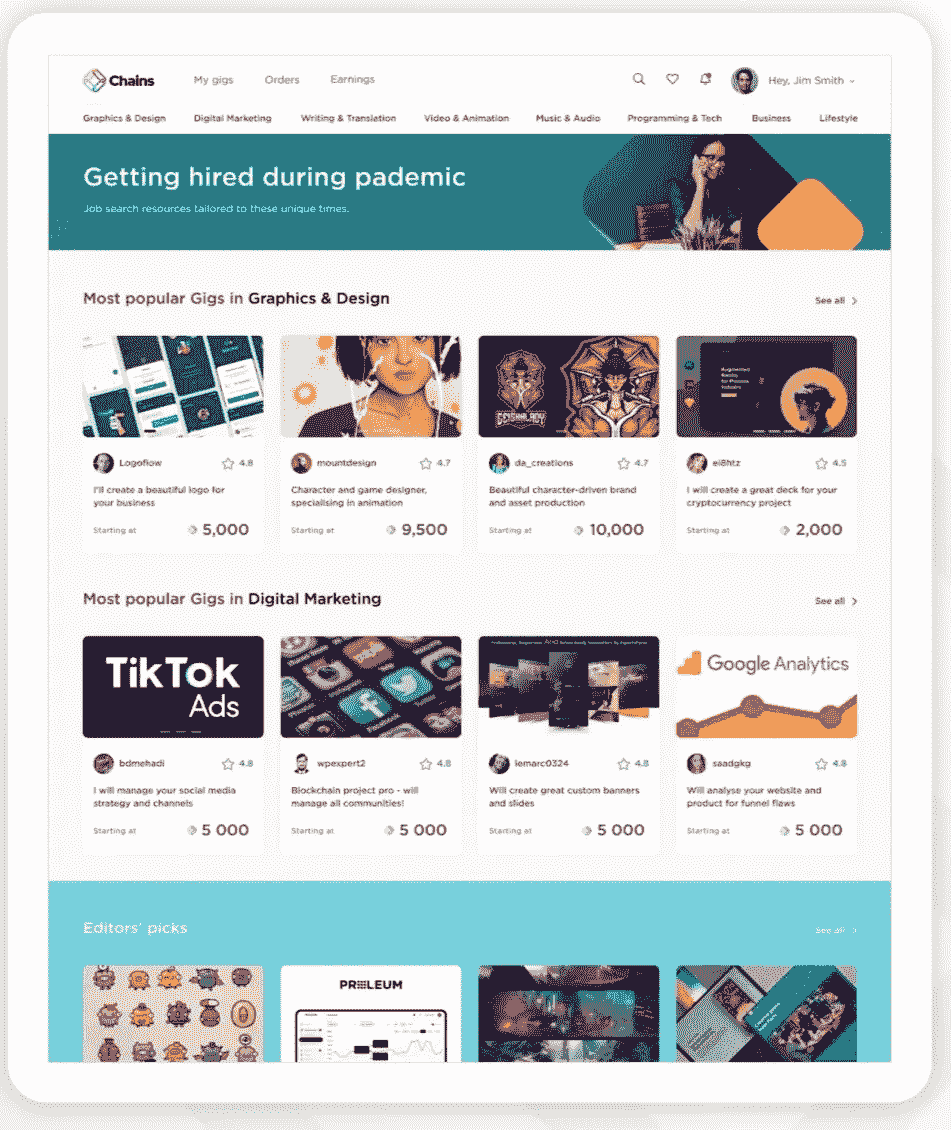 Chains
My gigs
Orders
Earnings
Hey, Jim Smith
Graphics & Design
Digital Marketing
Writing & Translation
Video & Animation
Music & Audio
Programming & Tech
Business
Lifestyle
Getting hired during pademic
Job search resources tailored to these unique times.
Most popular Gigs in Graphics & Design
See all
GEISHALADY
Logoflow
4.8
I'll create a beautiful logo for
your business
Starting at
5,000
mountdesign
4.7
Character and game designer,
specialising in animation
9,500
da_creations
4.7
Beautiful character-driven brand
and asset production
Starting at
10,000
ei8htz
4.5
I will create a great deck for your
cryptocurrency project
Starting at
2,000
Most popular Gigs in Digital Marketing
See all
TikTok
Ads
bdmehadi
4.8
I will manage your social media
strategy and channels
Starting at
5 000
wpexpert2
4.8
Blockchain project pro - will
manage all communities!
Starting at
5 000
lemarc0324
4.8
Will create great custom banners
and slides
Starting at
5 000
Google Analytics
saadgkg
4.8
Will analyse your website and
product for funnel flaws
Starting at
5 000
Editors' picks
See all
PROLEUM